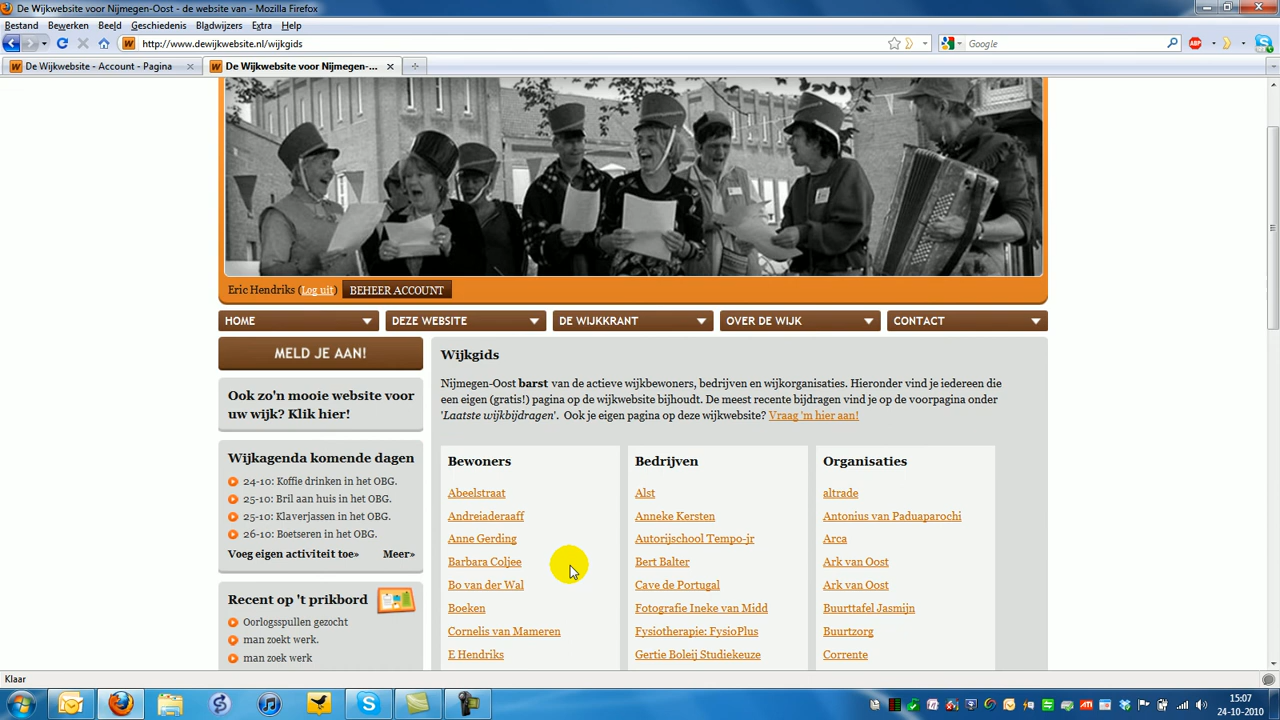 De Wijkwebsite voor Nijmegen-Oost - de website van - Mozilla Firefox
Bestand Bewerken Beeld Geschiedenis Bladwijzers Extra Help
http://www.dewijkwebsite.nl/wijkgids
Google
ABP
De Wijkwebsite - Account - Pagina
De Wijkwebsite voor Nijmegen-...
Eric Hendriks (Log uit) BEHEER ACCOUNT
HOME DEZE WEBSITE DE WIJKKRANT OVER DE WIJK CONTACT
MELD JE AAN!
Ook zo'n mooie website voor
uw wijk? Klik hier!
Wijkagenda komende dagen
24-10: Koffie drinken in het OBG.
25-10: Bril aan huis in het OBG.
25-10: Klaverjassen in het OBG.
26-10: Boetseren in het OBG.
Voeg eigen activiteit toe» Meer»
Recent op 't prikbord
Oorlogsspullen gezocht
man zoekt werk.
man zoek werk
Wijkgids
Nijmegen-Oost barst van de actieve wijkbewoners, bedrijven en wijkorganisaties. Hieronder vind je iedereen die
een eigen (gratis!) pagina op de wijkwebsite bijhoudt. De meest recente bijdragen vind je op de voorpagina onder
'Laatste wijkbijdragen'. Ook je eigen pagina op deze wijkwebsite? Vraag 'm hier aan!
Bewoners
Abeelstraat
Andreiaderaaff
Anne Gerding
Barbara Coljee
Bo van der Wal
Boeken
Cornelis van Mameren
E Hendriks
Bedrijven
Alst
Anneke Kersten
Autorijschool Tempo-jr
Bert Balter
Cave de Portugal
Fotografie Ineke van Midd
Fysiotherapie: FysioPlus
Gertie Boleij Studiekeuze
Organisaties
altrade
Antonius van Paduaparochi
Arca
Ark van Oost
Ark van Oost
Buurttafel Jasmijn
Buurtzorg
Corrente
Klaar
15:07
24-10-2010